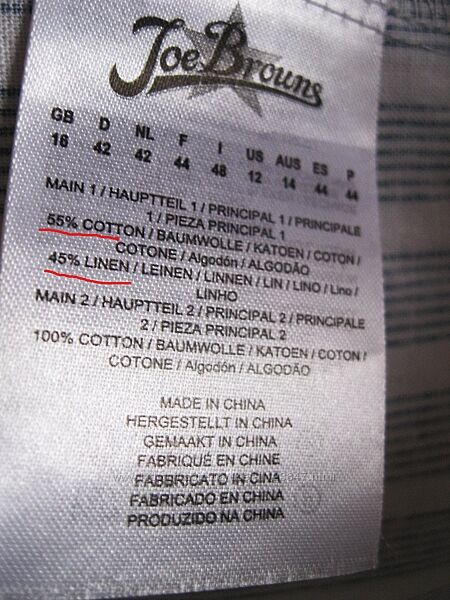 Joe Browns
GB D NL F I US AUS ES P
16 42 42 44 48 12 14 44 44
MAIN 1 / HAUPTTEIL 1 / PRINCIPAL 1 / PRINCIPALE
1 / PIEZA PRINCIPAL 1
55% COTTON / BAUMWOLLE / KATOEN / COTON /
COTONE / Algodón / ALGODÃO
45% LINEN / LEINEN / LINNEN / LIN / LINO / Lino /
LINHO
MAIN 2 / HAUPTTEIL 2 / PRINCIPAL 2 / PRINCIPALE
2 / PIEZA PRINCIPAL 2
100% COTTON / BAUMWOLLE / KATOEN / COTON /
COTONE / Algodón / ALGODÃO
MADE IN CHINA
HERGESTELLT IN CHINA
GEMAAKT IN CHINA
FABRIQUÉ EN CHINE
FABBRICATO IN CINA
FABRICADO EN CHINA
PRODUZIDO NA CHINA